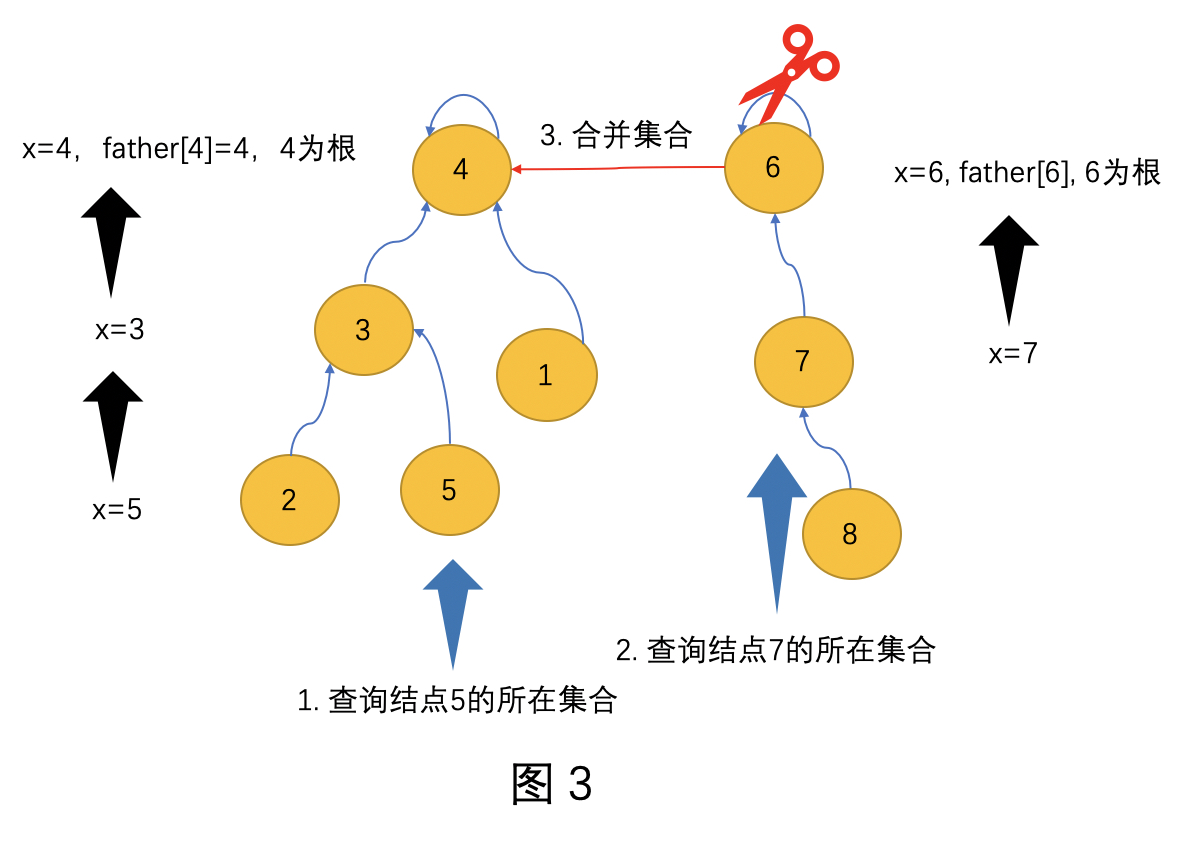 3. 合并集合
x=4，father[4]=4，4为根
4
6
x=6, father[6], 6为根
x=3
3
1
7
x=7
x=5
2
5
8
2. 查询结点7的所在集合
1. 查询结点5的所在集合
图 3